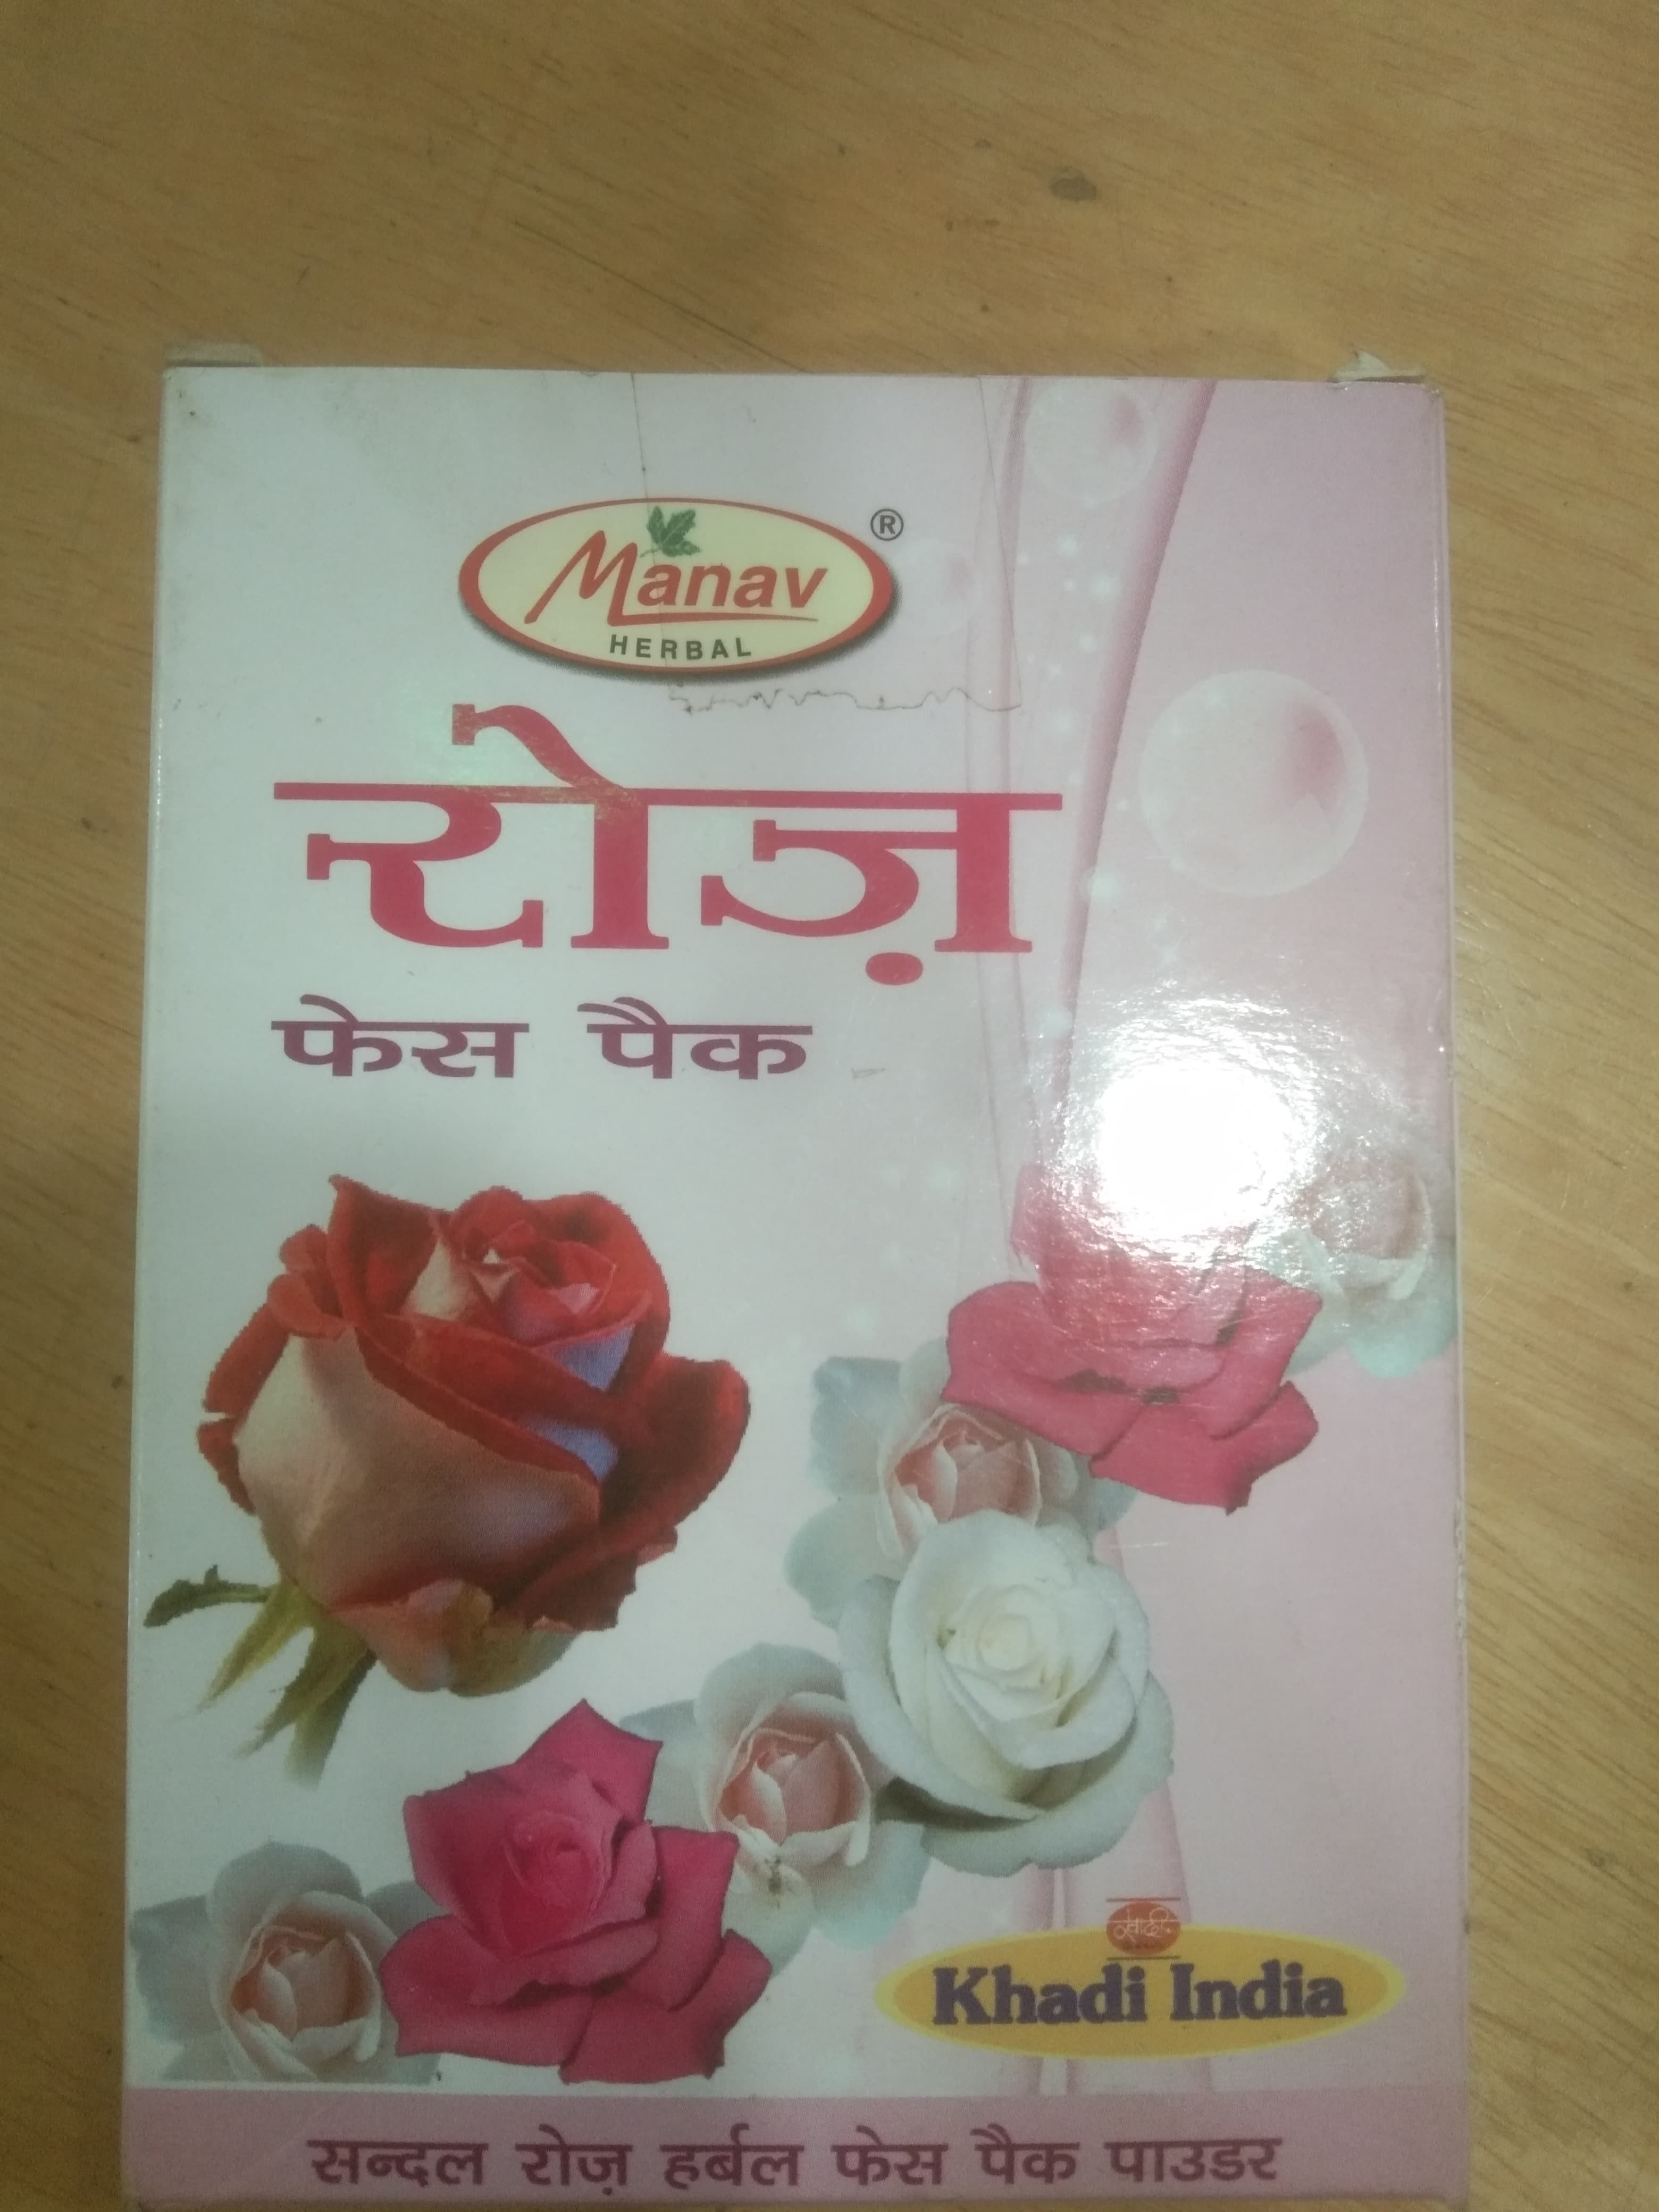 Manav ®
HERBAL
रोज़
फेस पैक
खादी
Khadi India
सन्दल रोज़ हर्बल फेस पैक पाउडर